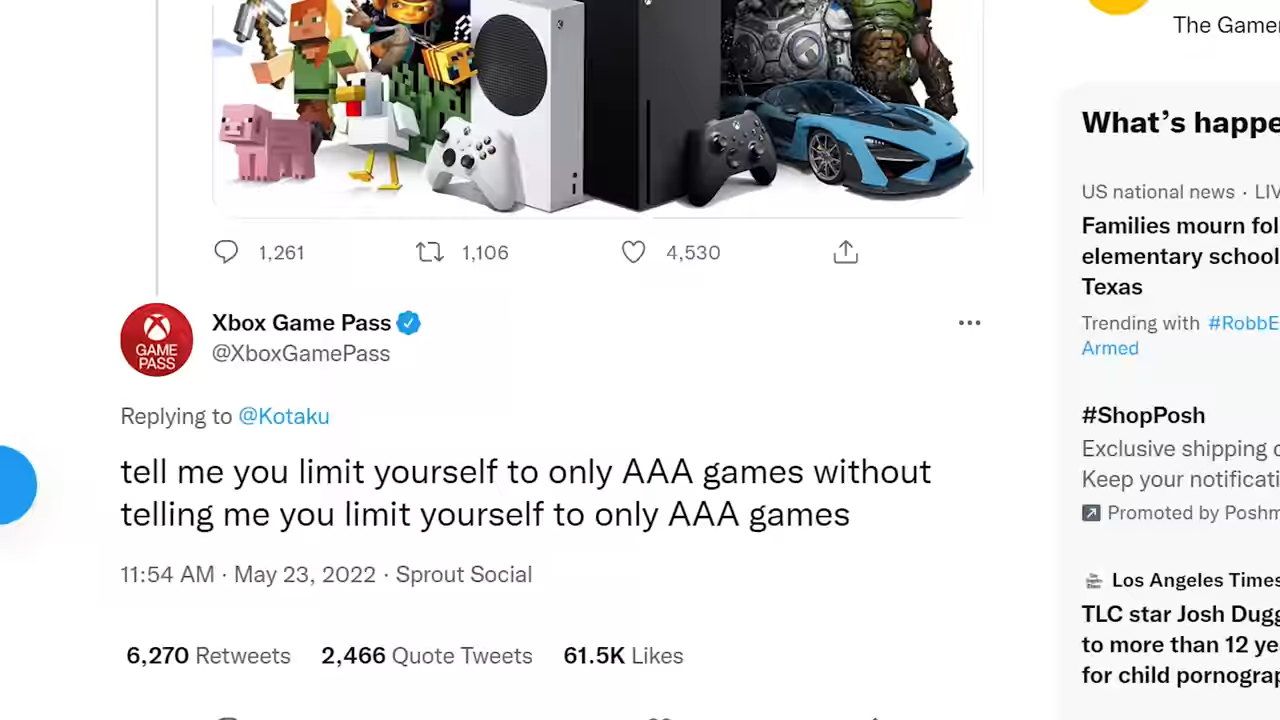 The Gamer
What's happe
1,261
1,106
4,530
Xbox Game Pass
@XboxGamePass
GAME
PASS
Replying to @Kotaku
tell me you limit yourself to only AAA games without
telling me you limit yourself to only AAA games
11:54 AM · May 23, 2022 · Sprout Social
6,270 Retweets 2,466 Quote Tweets 61.5K Likes
US national news · LIV
Families mourn fol
elementary school
Texas
Trending with #RobbE
Armed
#ShopPosh
Exclusive shipping
Keep your notificati
Promoted by Poshm
Los Angeles Times
TLC star Josh Dugg
to more than 12 ye
for child pornograp